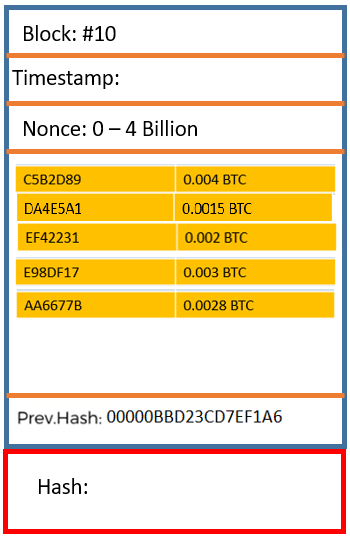 Block: #10
Timestamp:
Nonce: 0 – 4 Billion
C5B2D89 0.004 BTC
DA4E5A1 0.0015 BTC
EF42231 0.002 BTC
E98DF17 0.003 BTC
AA6677B 0.0028 BTC
Prev.Hash: 00000BBD23CD7EF1A6
Hash: